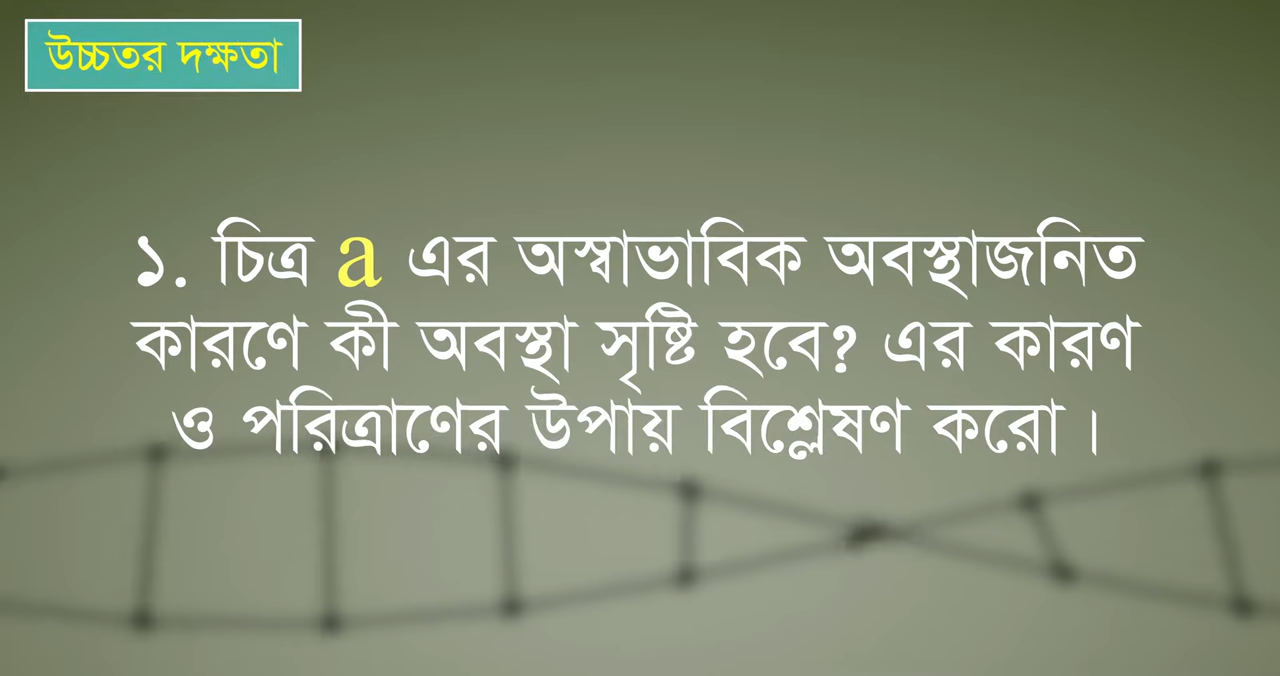 উচ্চতর দক্ষতা
১. চিত্র a এর অস্বাভাবিক অবস্থাজনিত
কারণে কী অবস্থা সৃষ্টি হবে? এর কারণ
ও পরিত্রাণের উপায় বিশ্লেষণ করো।